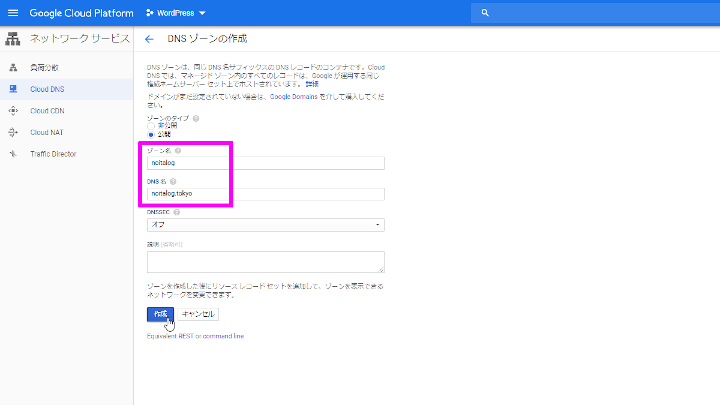 Google Cloud Platform
WordPress
ネットワーク サービス
DNS ゾーンの作成
負荷分散
Cloud DNS
Cloud CDN
Cloud NAT
Traffic Director
DNS ゾーンは、同じ DNS 名サフィックスの DNS レコードのコンテナです。Cloud
DNS では、マネージド ゾーン内のすべてのレコードは、Google が運用する同じ
権威ネームサーバー セット上でホストされています。 詳細
ドメインがまだ設定されていない場合は、Google Domains を介して購入してくだ
さい。
ゾーンのタイプ
非公開
公開
ゾーン名
noitalog
DNS 名
noitalog.tokyo
DNSSEC
オフ
説明 (省略可)
ゾーンを作成した後にリソース レコード セットを追加して、ゾーンを表示できる
ネットワークを変更できます。
作成
キャンセル
Equivalent REST or command line